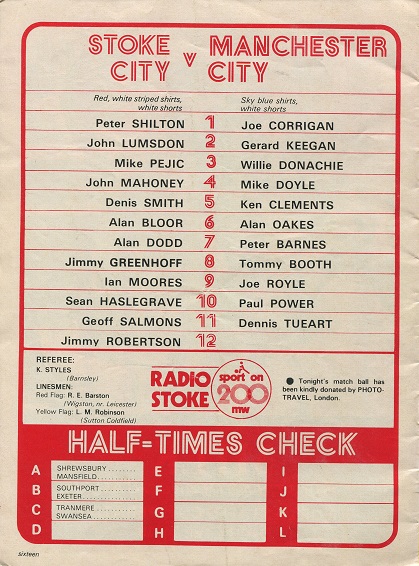 STOKE CITY v MANCHESTER CITY
Red, white striped shirts, white shorts
Sky blue shirts, white shorts
Peter SHILTON 1 Joe CORRIGAN
John LUMSDON 2 Gerard KEEGAN
Mike PEJIC 3 Willie DONACHIE
John MAHONEY 4 Mike DOYLE
Denis SMITH 5 Ken CLEMENTS
Alan BLOOR 6 Alan OAKES
Alan DODD 7 Peter BARNES
Jimmy GREENHOFF 8 Tommy BOOTH
Ian MOORES 9 Joe ROYLE
Sean HASLEGRAVE 10 Paul POWER
Geoff SALMONS 11 Dennis TUEART
Jimmy ROBERTSON 12
REFEREE:
K. STYLES
(Barnsley)
LINESMEN:
Red Flag: R. E. Barston
(Wigston, nr. Leicester)
Yellow Flag: L. M. Robinson
(Sutton Coldfield)
RADIO STOKE
sport on
200
mw
● Tonight's match ball has
been kindly donated by PHOTO-
TRAVEL, London.
HALF-TIMES CHECK
A SHREWSBURY .........
MANSFIELD ...........
B SOUTHPORT .........
EXETER ..............
C TRANMERE ..........
SWANSEA .............
D
E
F
G
H
I
J
K
L
sixteen